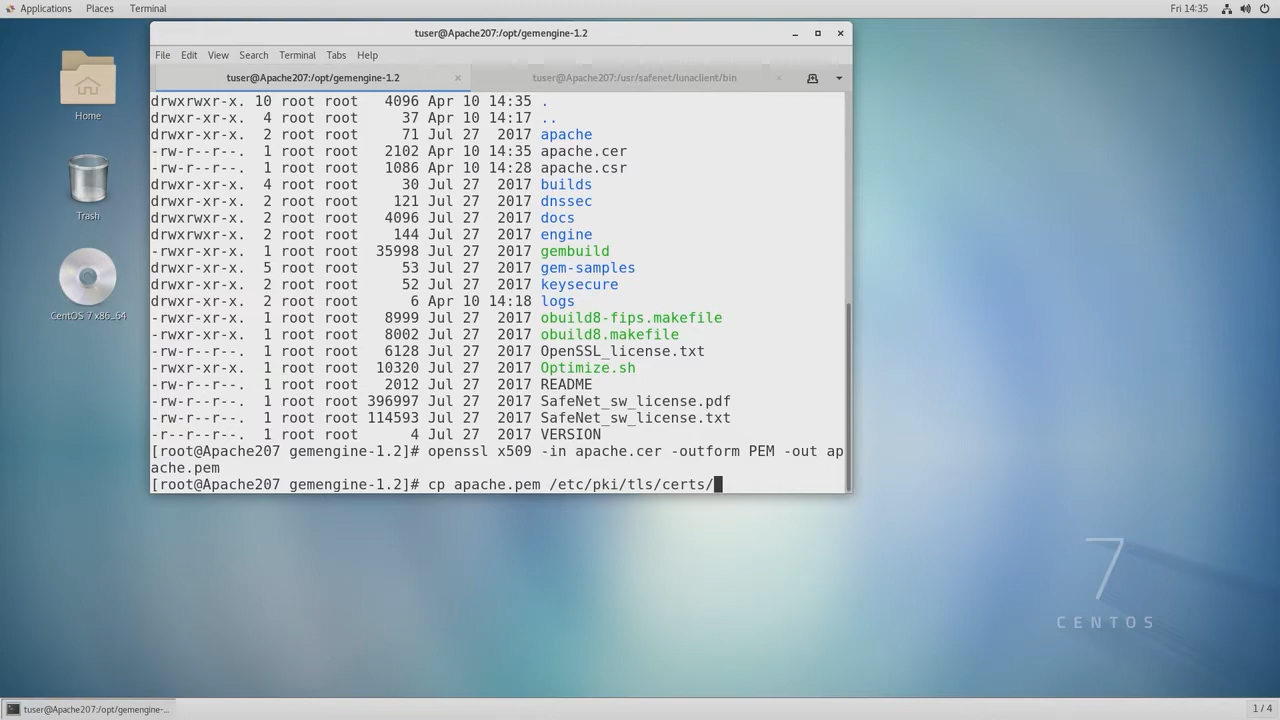 Applications Places Terminal Fri 14:35
tuser@Apache207:/opt/gemengine-1.2
File Edit View Search Terminal Tabs Help
tuser@Apache207:/opt/gemengine-1.2 × tuser@Apache207:/usr/safenet/lunaclient/bin ×
drwxrwxr-x. 10 root root 4096 Apr 10 14:35 .
drwxr-xr-x. 4 root root 37 Apr 10 14:17 ..
drwxr-xr-x. 2 root root 71 Jul 27 2017 apache
-rw-r--r--. 1 root root 2102 Apr 10 14:35 apache.cer
-rw-r--r--. 1 root root 1086 Apr 10 14:28 apache.csr
drwxr-xr-x. 4 root root 30 Jul 27 2017 builds
drwxr-xr-x. 2 root root 121 Jul 27 2017 dnssec
drwxrwxr-x. 2 root root 4096 Jul 27 2017 docs
drwxrwxr-x. 2 root root 144 Jul 27 2017 engine
-rwxr-xr-x. 1 root root 35998 Jul 27 2017 gembuild
drwxr-xr-x. 5 root root 53 Jul 27 2017 gem-samples
drwxr-xr-x. 2 root root 52 Jul 27 2017 keysecure
drwxr-xr-x. 2 root root 6 Apr 10 14:18 logs
-rwxr-xr-x. 1 root root 8999 Jul 27 2017 obuild8-fips.makefile
-rwxr-xr-x. 1 root root 8002 Jul 27 2017 obuild8.makefile
-rw-r--r--. 1 root root 6128 Jul 27 2017 OpenSSL_license.txt
-rwxr-xr-x. 1 root root 10320 Jul 27 2017 Optimize.sh
-rw-r--r--. 1 root root 2012 Jul 27 2017 README
-rw-r--r--. 1 root root 396997 Jul 27 2017 SafeNet_sw_license.pdf
-rw-r--r--. 1 root root 114593 Jul 27 2017 SafeNet_sw_license.txt
-r--r--r--. 1 root root 4 Jul 27 2017 VERSION
[root@Apache207 gemengine-1.2]# openssl x509 -in apache.cer -outform PEM -out ap
ache.pem
[root@Apache207 gemengine-1.2]# cp apache.pem /etc/pki/tls/certs/
Home
Trash
CentOS 7 x86_64
7
CENTOS
tuser@Apache207:/opt/gemengine-...
1 / 4